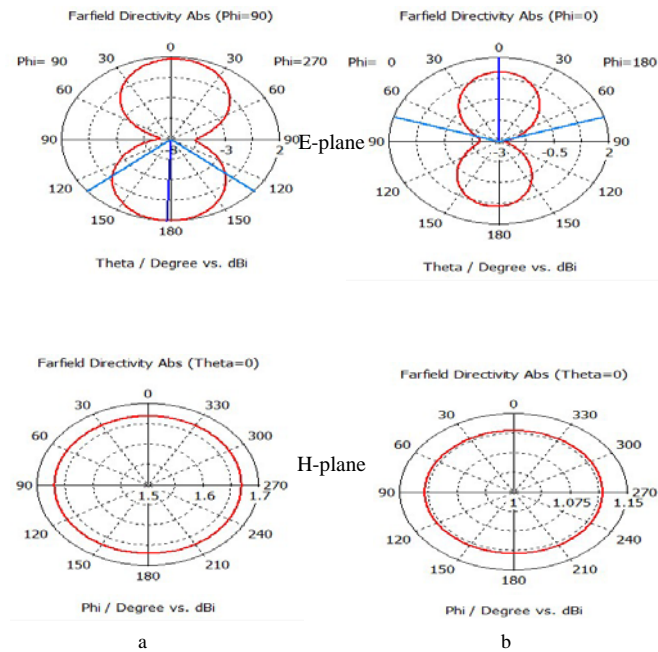 Farfield Directivity Abs (Phi=90)
Phi= 90 30 0 30 Phi=270
60 60
90 -8 -3 2 90
120 120
150 150
180
Theta / Degree vs. dBi
E-plane
Farfield Directivity Abs (Phi=0)
Phi= 0 30 0 30 Phi=180
60 60
90 -3 -0.5 2 90
120 120
150 150
180
Theta / Degree vs. dBi
Farfield Directivity Abs (Theta=0)
0
30 330
60 300
90 1.5 1.6 1.7 270
120 240
150 210
180
Phi / Degree vs. dBi
a
H-plane
Farfield Directivity Abs (Theta=0)
0
30 330
60 300
90 1 1.075 1.15 270
120 240
150 210
180
Phi / Degree vs. dBi
b